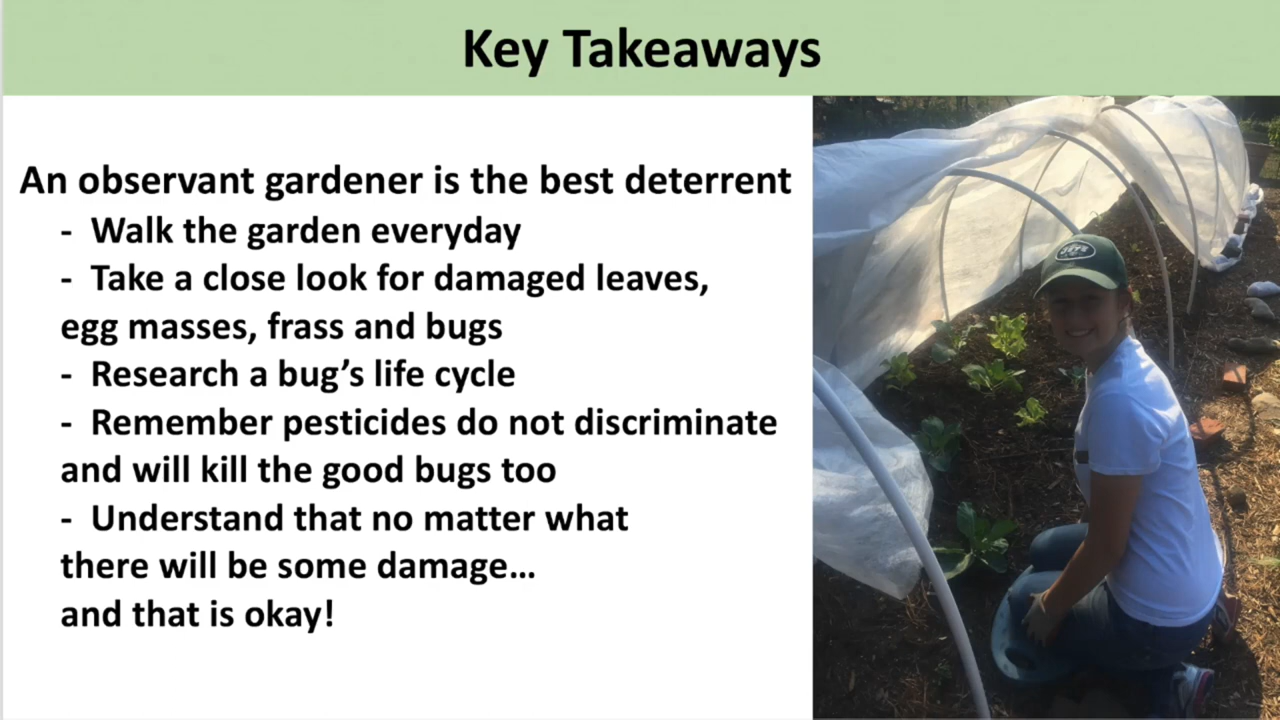 Key Takeaways
An observant gardener is the best deterrent
- Walk the garden everyday
- Take a close look for damaged leaves,
egg masses, frass and bugs
- Research a bug’s life cycle
- Remember pesticides do not discriminate
and will kill the good bugs too
- Understand that no matter what
there will be some damage…
and that is okay!
JETS